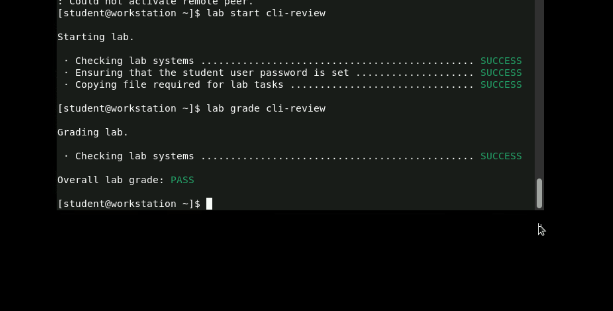 : Could not activate remote peer.
[student@workstation ~]$ lab start cli-review
Starting lab.
· Checking lab systems .............................................. SUCCESS
· Ensuring that the student user password is set .................... SUCCESS
· Copying file required for lab tasks ............................... SUCCESS
[student@workstation ~]$ lab grade cli-review
Grading lab.
· Checking lab systems .............................................. SUCCESS
Overall lab grade: PASS
[student@workstation ~]$